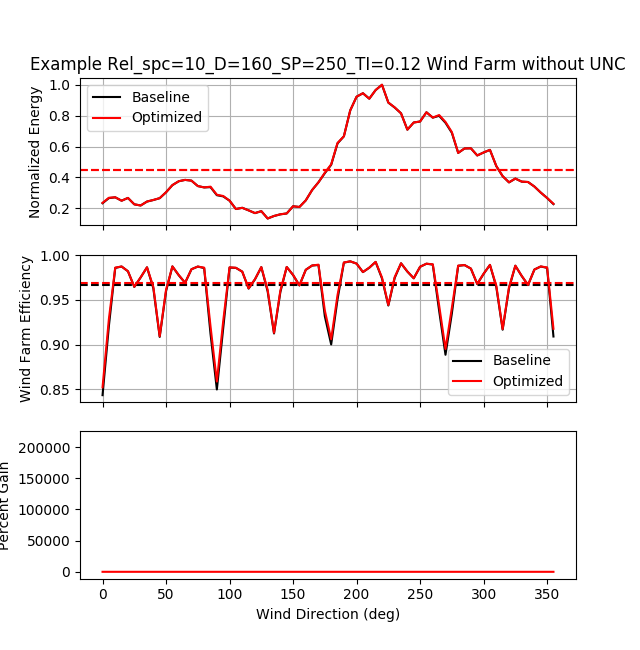 Example Rel_spc=10_D=160_SP=250_TI=0.12 Wind Farm without UNC
Normalized Energy
1.0
0.8
0.6
0.4
0.2
Baseline
Optimized
Wind Farm Efficiency
1.00
0.95
0.90
0.85
Baseline
Optimized
Percent Gain
200000
150000
100000
50000
0
0 50 100 150 200 250 300 350
Wind Direction (deg)